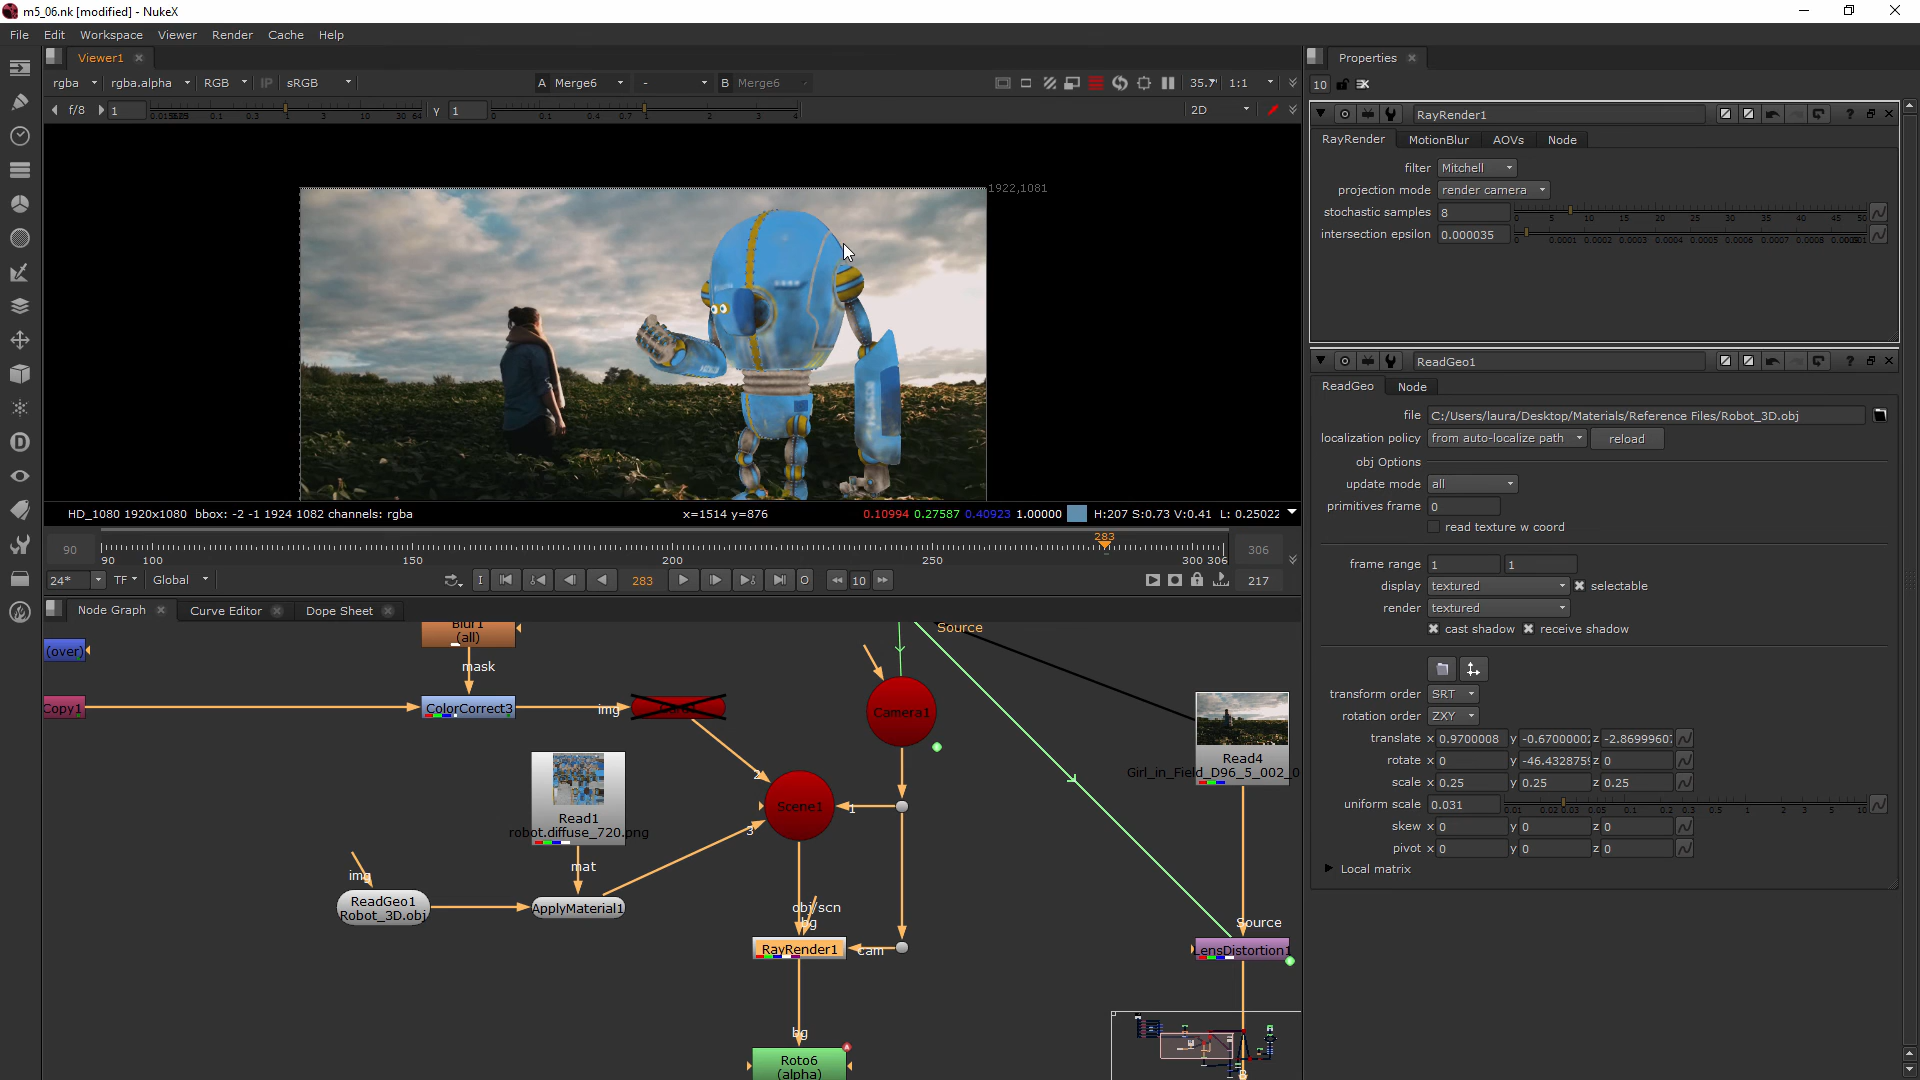 m5_06.nk [modified] - NukeX
File Edit Workspace Viewer Render Cache Help
Viewer1
rgba rgba.alpha RGB IP sRGB A Merge6 - B Merge6 1:1
f/8 1 Y 1 2D
1922,1081
HD_1080 1920x1080 bbox: -2 -1 1924 1082 channels: rgba x=1514 y=876 0.10994 0.27587 0.40923 1.00000 H:207 S:0.73 V:0.41 L: 0.25022
283
90 306
90 100 150 200 250 300 306
24* TF Global I 283 O 10 217
Node Graph Curve Editor Dope Sheet
(over)
Blur1
(all)
mask
Copy1
ColorCorrect3
img
Source
Camera1
Read1
robot.diffuse_720.png
mat
2
Scene1
1
3
Read4
Girl_in_Field_D96_5_002_0
img
ReadGeo1
Robot_3D.obj
ApplyMaterial1
obj/scn
bg
RayRender1
cam
Source
LensDistortion1
bg
Roto6
(alpha)
Properties
10
RayRender1
RayRender MotionBlur AOVs Node
filter Mitchell
projection mode render camera
stochastic samples 8 0 5 10 15 20 25 30 35 40 45 50
intersection epsilon 0.000035 0 0.0001 0.0002 0.0003 0.0004 0.0005 0.0006 0.0007 0.0008
ReadGeo1
ReadGeo Node
file C:/Users/laura/Desktop/Materials/Reference Files/Robot_3D.obj
localization policy from auto-localize path reload
obj Options
update mode all
primitives frame 0
read texture w coord
frame range 1 1
display textured selectable
render textured
cast shadow receive shadow
transform order SRT
rotation order ZXY
translate x 0.9700008 y -0.67000002 z -2.8699960
rotate x 0 y -46.4328759 z 0
scale x 0.25 y 0.25 z 0.25
uniform scale 0.031 0.01 0.02 0.03 0.05 0.1 0.2 0.3 1 2 3 5 10
skew x 0 y 0 z 0
pivot x 0 y 0 z 0
Local matrix